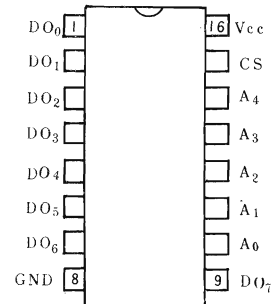 DO₀ 1 16 Vcc
DO₁ CS
DO₂ A₄
DO₃ A₃
DO₄ A₂
DO₅ A₁
DO₆ A₀
GND 8 9 DO₇